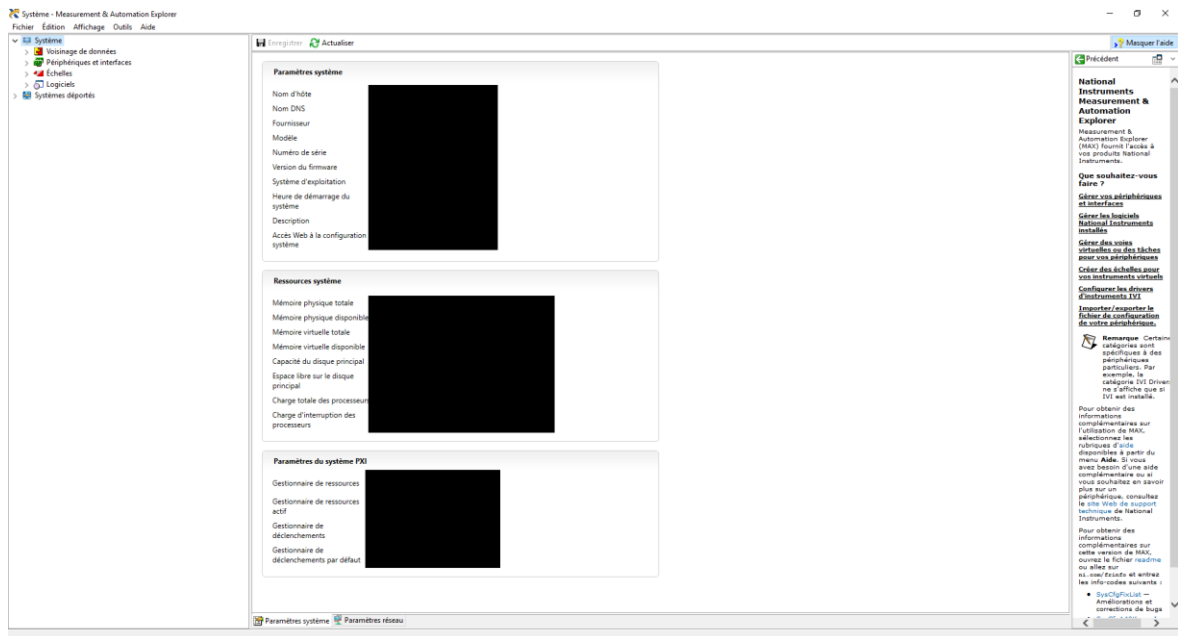 Système - Measurement & Automation Explorer
Fichier Édition Affichage Outils Aide
Système
Voisinage de données
Périphériques et interfaces
Échelles
Logiciels
Systèmes déportés
Enregistrer Actualiser
Masquer l'aide
Paramètres système
Nom d'hôte
Nom DNS
Fournisseur
Modèle
Numéro de série
Version du firmware
Système d'exploitation
Heure de démarrage du
système
Description
Accès Web à la configuration
système
Ressources système
Mémoire physique totale
Mémoire physique disponible
Mémoire virtuelle totale
Mémoire virtuelle disponible
Capacité du disque principal
Espace libre sur le disque
principal
Charge totale des processeurs
Charge d'interruption des
processeurs
Paramètres du système PXI
Gestionnaire de ressources
Gestionnaire de ressources
actif
Gestionnaire de
déclenchements
Gestionnaire de
déclenchements par défaut
Paramètres système Paramètres réseau
Précédent
National
Instruments
Measurement &
Automation
Explorer
Measurement &
Automation Explorer
(MAX) fournit l'accès à
vos produits National
Instruments.
Que souhaitez-vous
faire ?
Gérer vos périphériques
et interfaces
Gérer les logiciels
National Instruments
installés
Gérer des voies
virtuelles ou des tâches
pour vos périphériques
Créer des échelles pour
vos instruments virtuels
Configurer les drivers
d'instruments IVI
Importer/exporter le
fichier de configuration
de votre périphérique.
Remarque Certaine
catégories sont
spécifiques à des
périphériques
particuliers. Par
exemple, la
catégorie IVI Driver
ne s'affiche que si
IVI est installé.
Pour obtenir des
informations
complémentaires sur
l'utilisation de MAX,
sélectionnez les
rubriques d'aide
disponibles à partir du
menu Aide. Si vous
avez besoin d'une aide
complémentaire ou si
vous souhaitez en savoir
plus sur un
périphérique, consultez
le site Web de support
technique de National
Instruments.
Pour obtenir des
informations
complémentaires sur
cette version de MAX,
ouvrez le fichier readme
ou allez sur
et entrez
les info-codes suivants :
SysCfgFixList —
Améliorations et
corrections de bugs